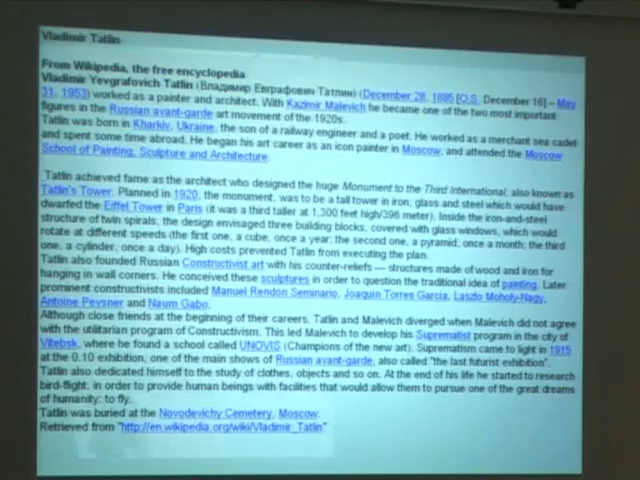 Vladimir Tatlin
From Wikipedia, the free encyclopedia
Vladimir Yevgrafovich Tatlin (Владимир Евграфович Татлин) (December 28, 1885 [O.S. December 16] – May
31, 1953) worked as a painter and architect. With Kazimir Malevich he became one of the two most important
figures in the Russian avant-garde art movement of the 1920s.
Tatlin was born in Kharkiv, Ukraine, the son of a railway engineer and a poet. He worked as a merchant sea cadet
and spent some time abroad. He began his art career as an icon painter in Moscow, and attended the Moscow
School of Painting, Sculpture and Architecture.
Tatlin achieved fame as the architect who designed the huge Monument to the Third International, also known as
Tatlin's Tower. Planned in 1920, the monument, was to be a tall tower in iron, glass and steel which would have
dwarfed the Eiffel Tower in Paris (it was a third taller at 1,300 feet high/396 meter). Inside the iron-and-steel
structure of twin spirals, the design envisaged three building blocks, covered with glass windows, which would
rotate at different speeds (the first one, a cube, once a year; the second one, a pyramid, once a month; the third
one, a cylinder, once a day). High costs prevented Tatlin from executing the plan.
Tatlin also founded Russian Constructivist art with his counter-reliefs — structures made of wood and iron for
hanging in wall corners. He conceived these sculptures in order to question the traditional idea of painting. Later
prominent constructivists included Manuel Rendón Seminario, Joaquín Torres García, László Moholy-Nagy,
Antoine Pevsner and Naum Gabo.
Although close friends at the beginning of their careers, Tatlin and Malevich diverged when Malevich did not agree
with the utilitarian program of Constructivism. This led Malevich to develop his Suprematist program in the city of
Vitebsk, where he found a school called UNOVIS (Champions of the new art). Suprematism came to light in 1915
at the 0.10 exhibition, one of the main shows of Russian avant-garde, also called "the last futurist exhibition".
Tatlin also dedicated himself to the study of clothes, objects and so on. At the end of his life he started to research
bird-flight, in order to provide human beings with facilities that would allow them to pursue one of the great dreams
of humanity: to fly.
Tatlin was buried at the Novodevichy Cemetery, Moscow.
Retrieved from "http://en.wikipedia.org/wiki/Vladimir_Tatlin"